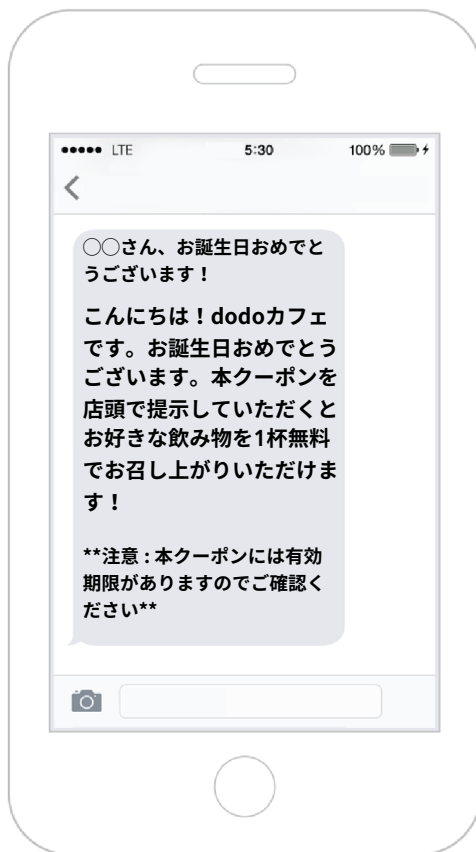 LTE 5:30 100%
○○さん、お誕生日おめでと
うございます！
こんにちは！dodoカフェ
です。お誕生日おめでとう
ございます。本クーポンを
店頭で提示していただくと
お好きな飲み物を1杯無料
でお召し上がりいただけま
す！
**注意 : 本クーポンには有効
期限がありますのでご確認く
ださい**